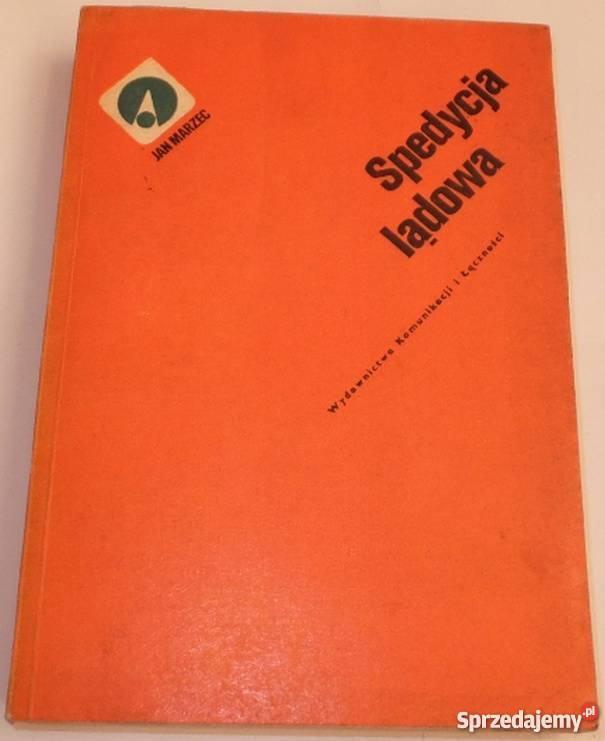 JAN MARZEC
Spedycja
lądowa
Wydawnictwa Komunikacji i Łączności
Sprzedajemy.pl